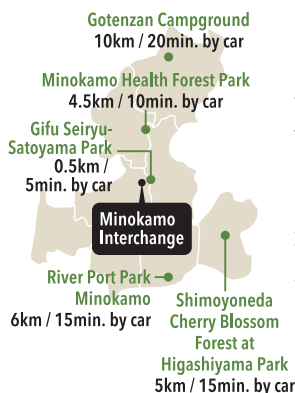 Gotenzan Campground
10km / 20min. by car
Minokamo Health Forest Park
4.5km / 10min. by car
Gifu Seiryu-
Satoyama Park
0.5km /
5min. by car
Minokamo
Interchange
River Port Park
Minokamo
6km / 15min. by car
Shimoyoneda
Cherry Blossom
Forest at
Higashiyama Park
5km / 15min. by car